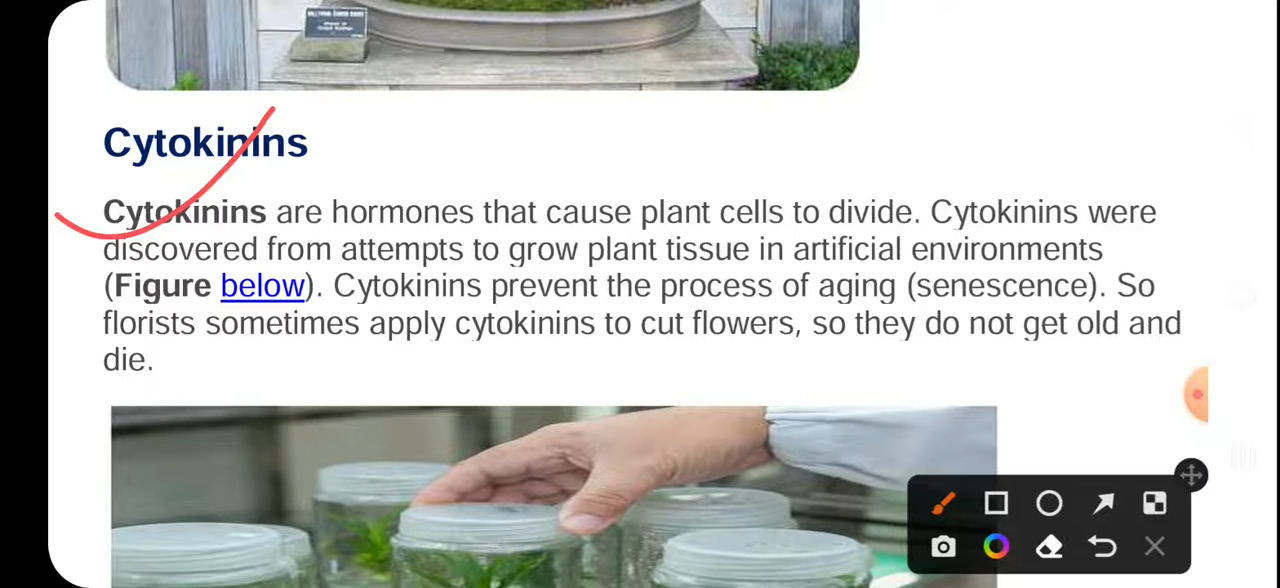 Cytokinins
Cytokinins are hormones that cause plant cells to divide. Cytokinins were
discovered from attempts to grow plant tissue in artificial environments
(Figure below). Cytokinins prevent the process of aging (senescence). So
florists sometimes apply cytokinins to cut flowers, so they do not get old and
die.